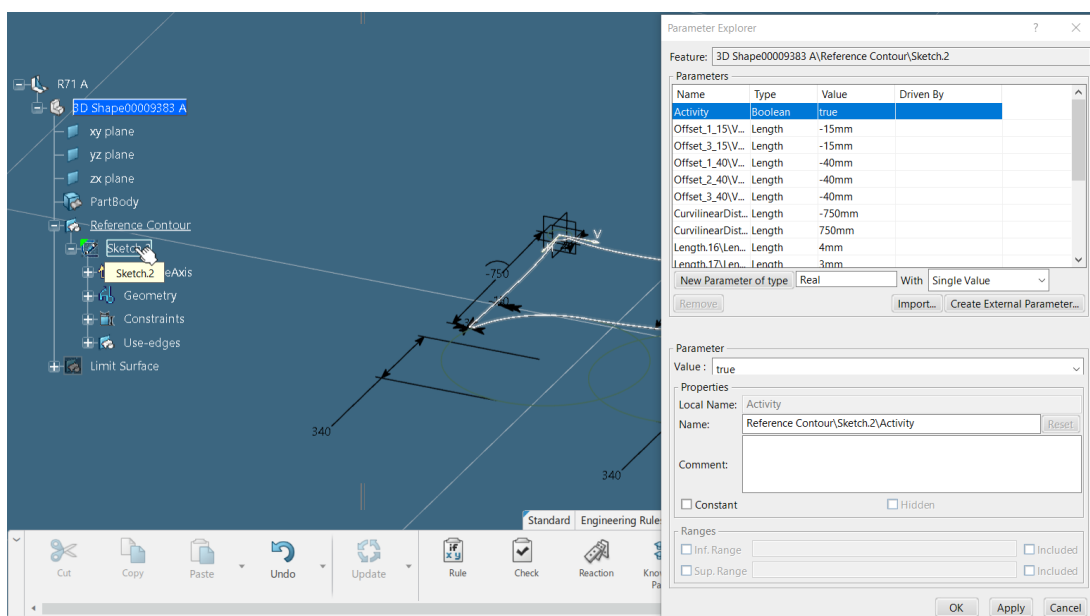 R71 A
3D Shape00009383 A
xy plane
yz plane
zx plane
PartBody
Reference Contour
Sketch.2
Sketch.2
eAxis
Geometry
Constraints
Use-edges
Limit Surface
-750
V
340
340
Standard Engineering Rules
Cut
Copy
Paste
Undo
Update
Rule
Check
Reaction
Kno
Pa
Parameter Explorer
Feature: 3D Shape00009383 A\Reference Contour\Sketch.2
Parameters
Name Type Value Driven By
Activity Boolean true
Offset_1_15\V... Length -15mm
Offset_3_15\V... Length -15mm
Offset_1_40\V... Length -40mm
Offset_2_40\V... Length -40mm
Offset_3_40\V... Length -40mm
CurvilinearDist... Length -750mm
CurvilinearDist... Length 750mm
Length.16\Len... Length 4mm
Length.17\Len... Length 3mm
New Parameter of type Real With Single Value
Remove Import... Create External Parameter...
Parameter
Value : true
Properties
Local Name: Activity
Name: Reference Contour\Sketch.2\Activity Reset
Comment:
Constant Hidden
Ranges
Inf. Range Included
Sup. Range Included
OK Apply Cancel